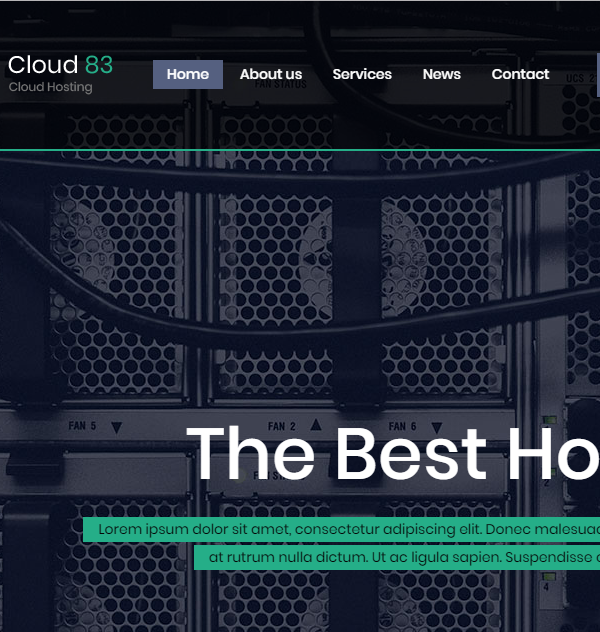 Cloud 83
Cloud Hosting
Home
About us
Services
News
Contact
UCS
FAN STATUS
FAN 5
FAN 2
FAN 6
The Best Ho
Lorem ipsum dolor sit amet, consectetur adipiscing elit. Donec malesuad
at rutrum nulla dictum. Ut ac ligula sapien. Suspendisse
4